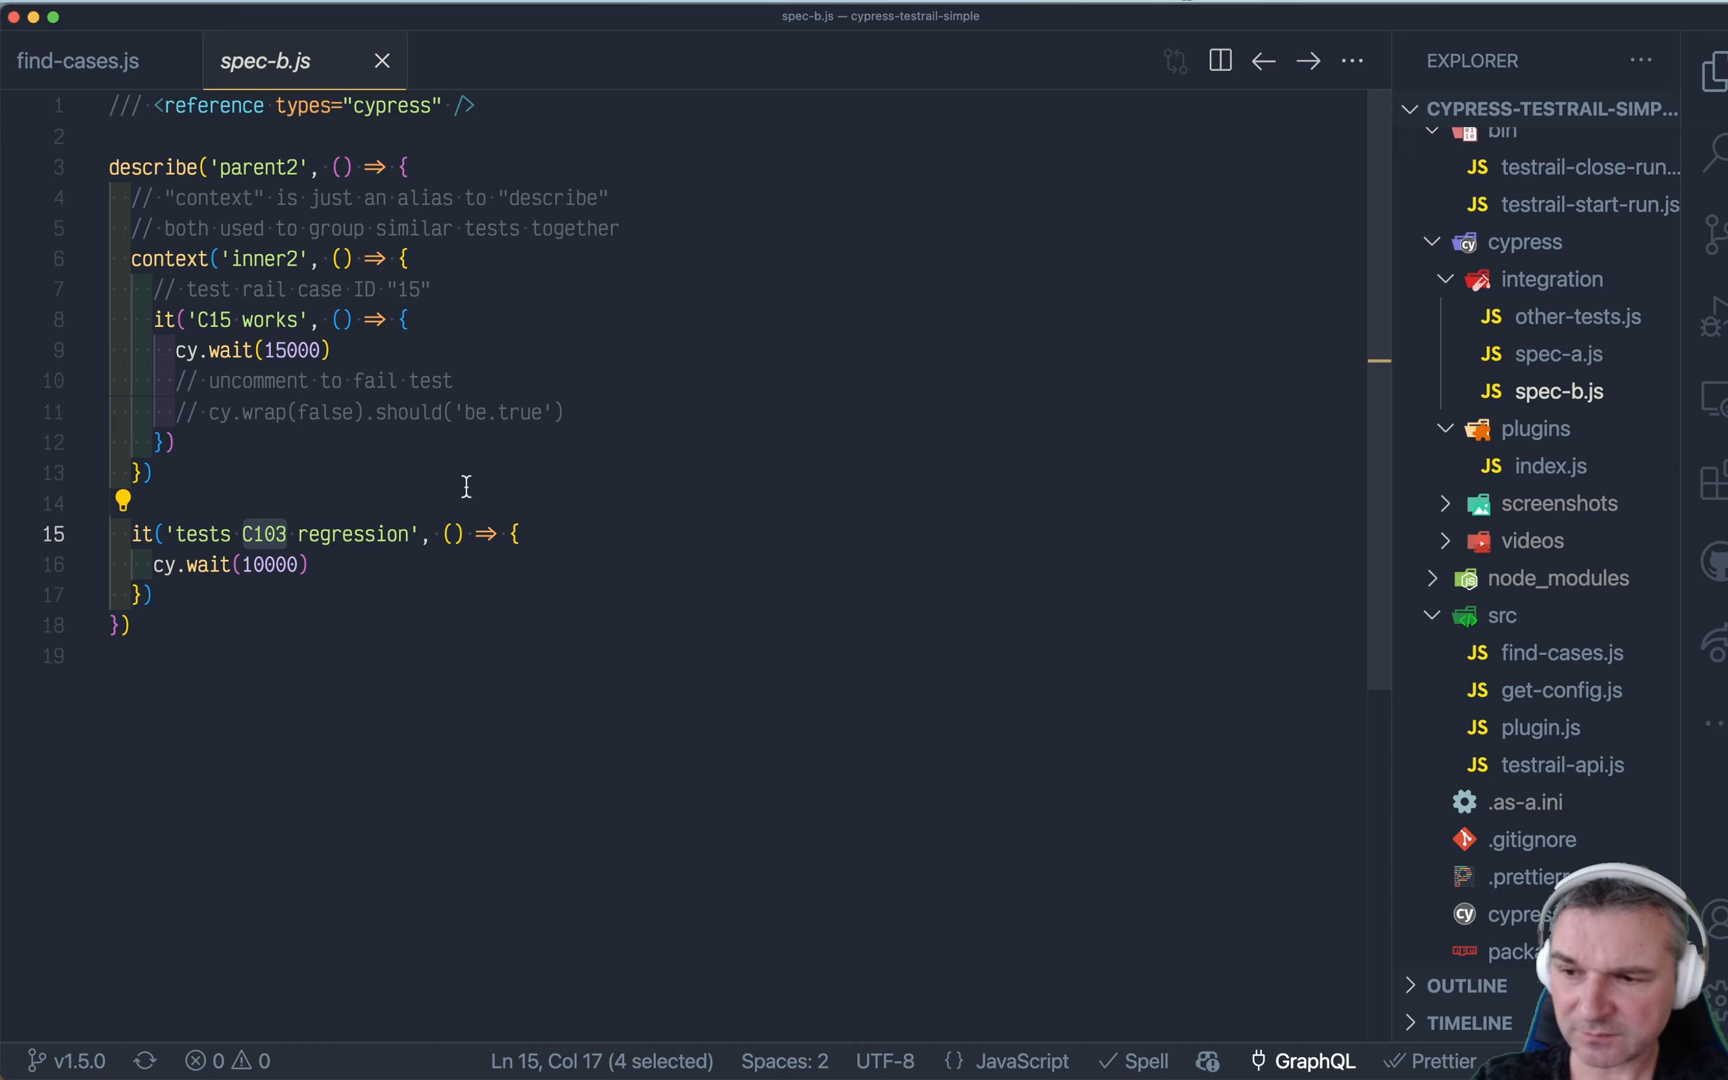 spec-b.js — cypress-testrail-simple
find-cases.js
spec-b.js
1 /// <reference types="cypress" />
2
3 describe('parent2', () => {
4 // "context" is just an alias to "describe"
5 // both used to group similar tests together
6 context('inner2', () => {
7 // test rail case ID "15"
8 it('C15 works', () => {
9 cy.wait(15000)
10 // uncomment to fail test
11 // cy.wrap(false).should('be.true')
12 })
13 })
14
15 it('tests C103 regression', () => {
16 cy.wait(10000)
17 })
18 })
19
EXPLORER
CYPRESS-TESTRAIL-SIMP...
bin
JS testrail-close-run...
JS testrail-start-run.js
cypress
integration
JS other-tests.js
JS spec-a.js
JS spec-b.js
plugins
JS index.js
screenshots
videos
node_modules
src
JS find-cases.js
JS get-config.js
JS plugin.js
JS testrail-api.js
.as-a.ini
.gitignore
.prettierr
cy cypres
packa
OUTLINE
TIMELINE
v1.5.0 0 0 Ln 15, Col 17 (4 selected) Spaces: 2 UTF-8 {} JavaScript Spell GraphQL Prettier